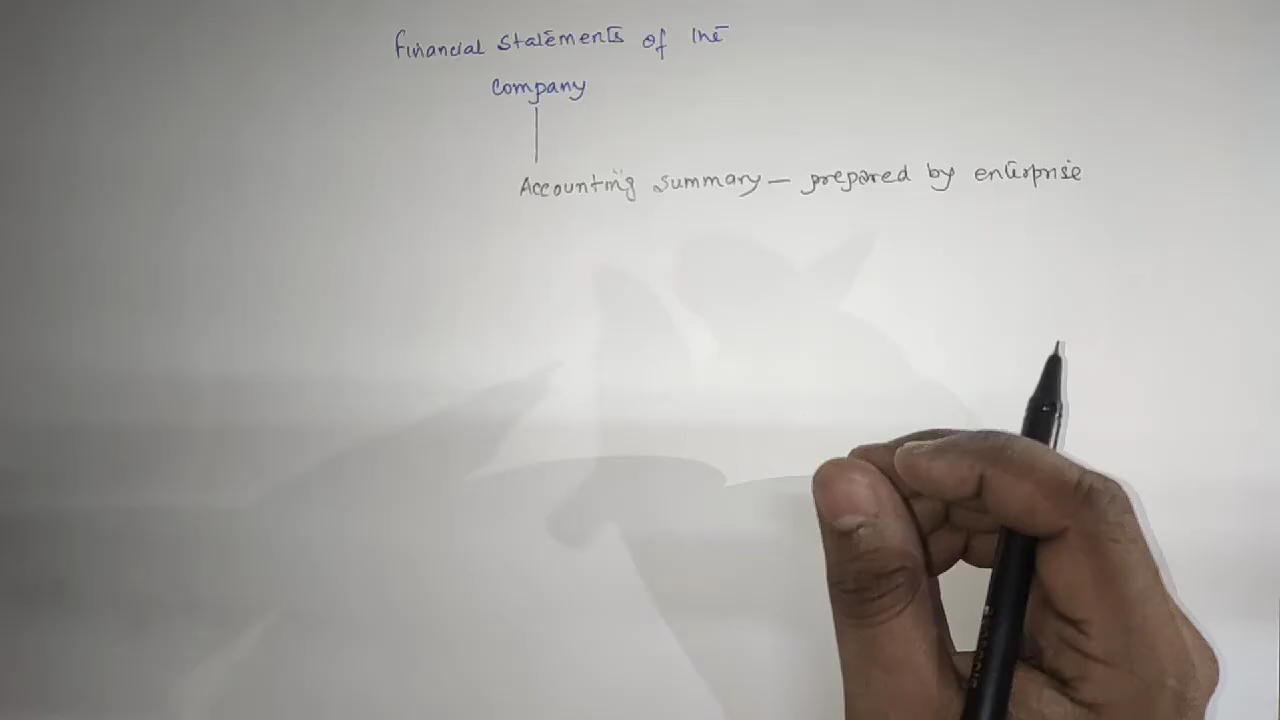 Financial statements of the
Company
Accounting summary — prepared by enterprise